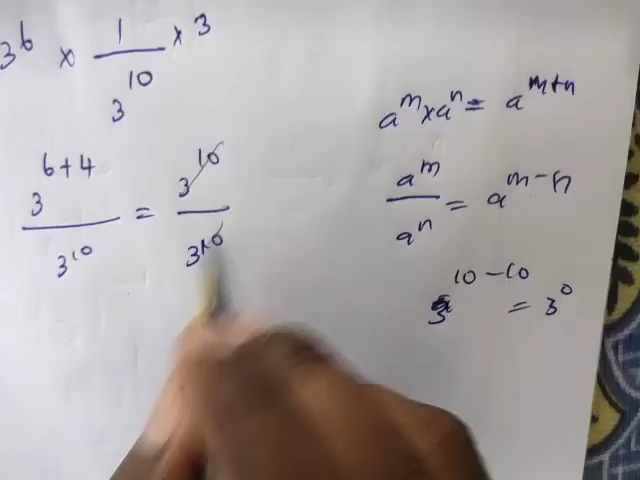 3^6 × 1/3^10 × 3
3^(6+4)/3^10 = 3^10/3^10
a^m × a^n = a^(m+n)
a^m/a^n = a^(m-n)
3^(10-10) = 3^0